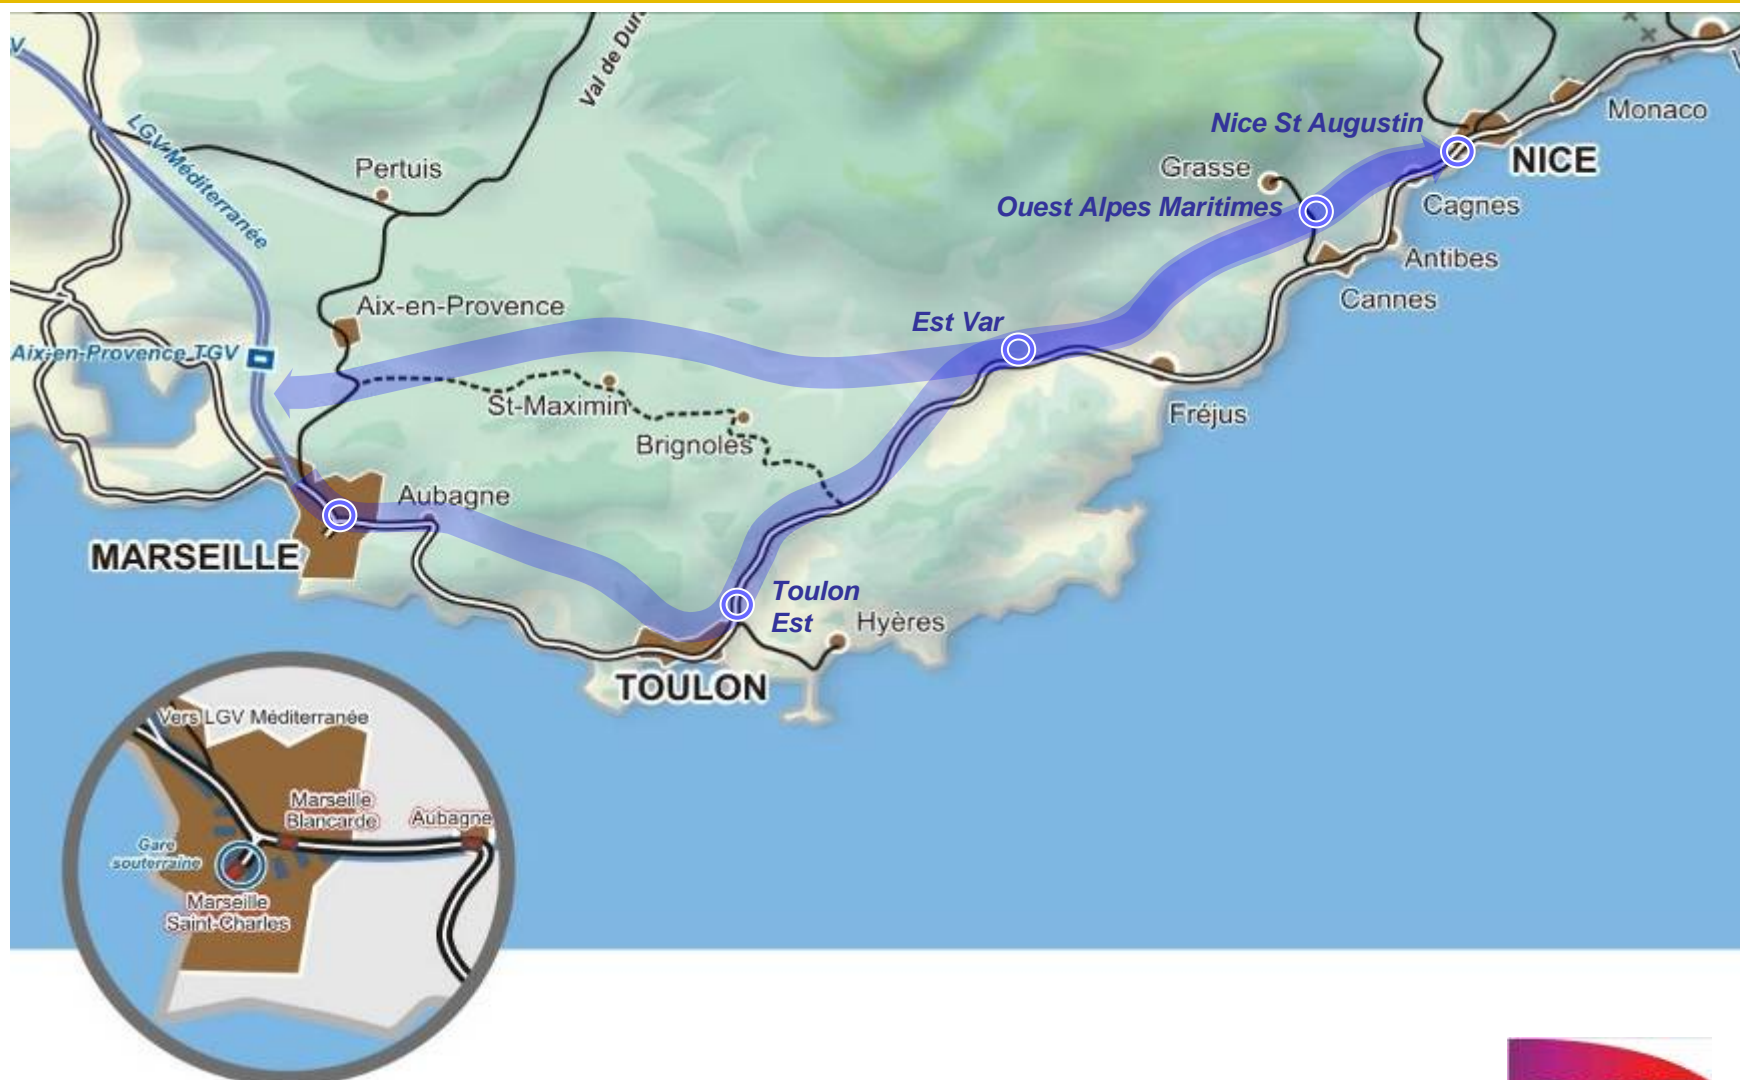 V
Val de Dura
LGV Méditerranée
Pertuis
Nice St Augustin
Monaco
NICE
Grasse
Ouest Alpes Maritimes
Cagnes
Antibes
Cannes
Aix-en-Provence
Est Var
Aix-en-Provence TGV
St-Maximin
Brignoles
Fréjus
Aubagne
MARSEILLE
Toulon
Est
Hyères
TOULON
Vers LGV Méditerranée
Marseille
Blancarde
Aubagne
Gare
souterraine
Marseille
Saint-Charles